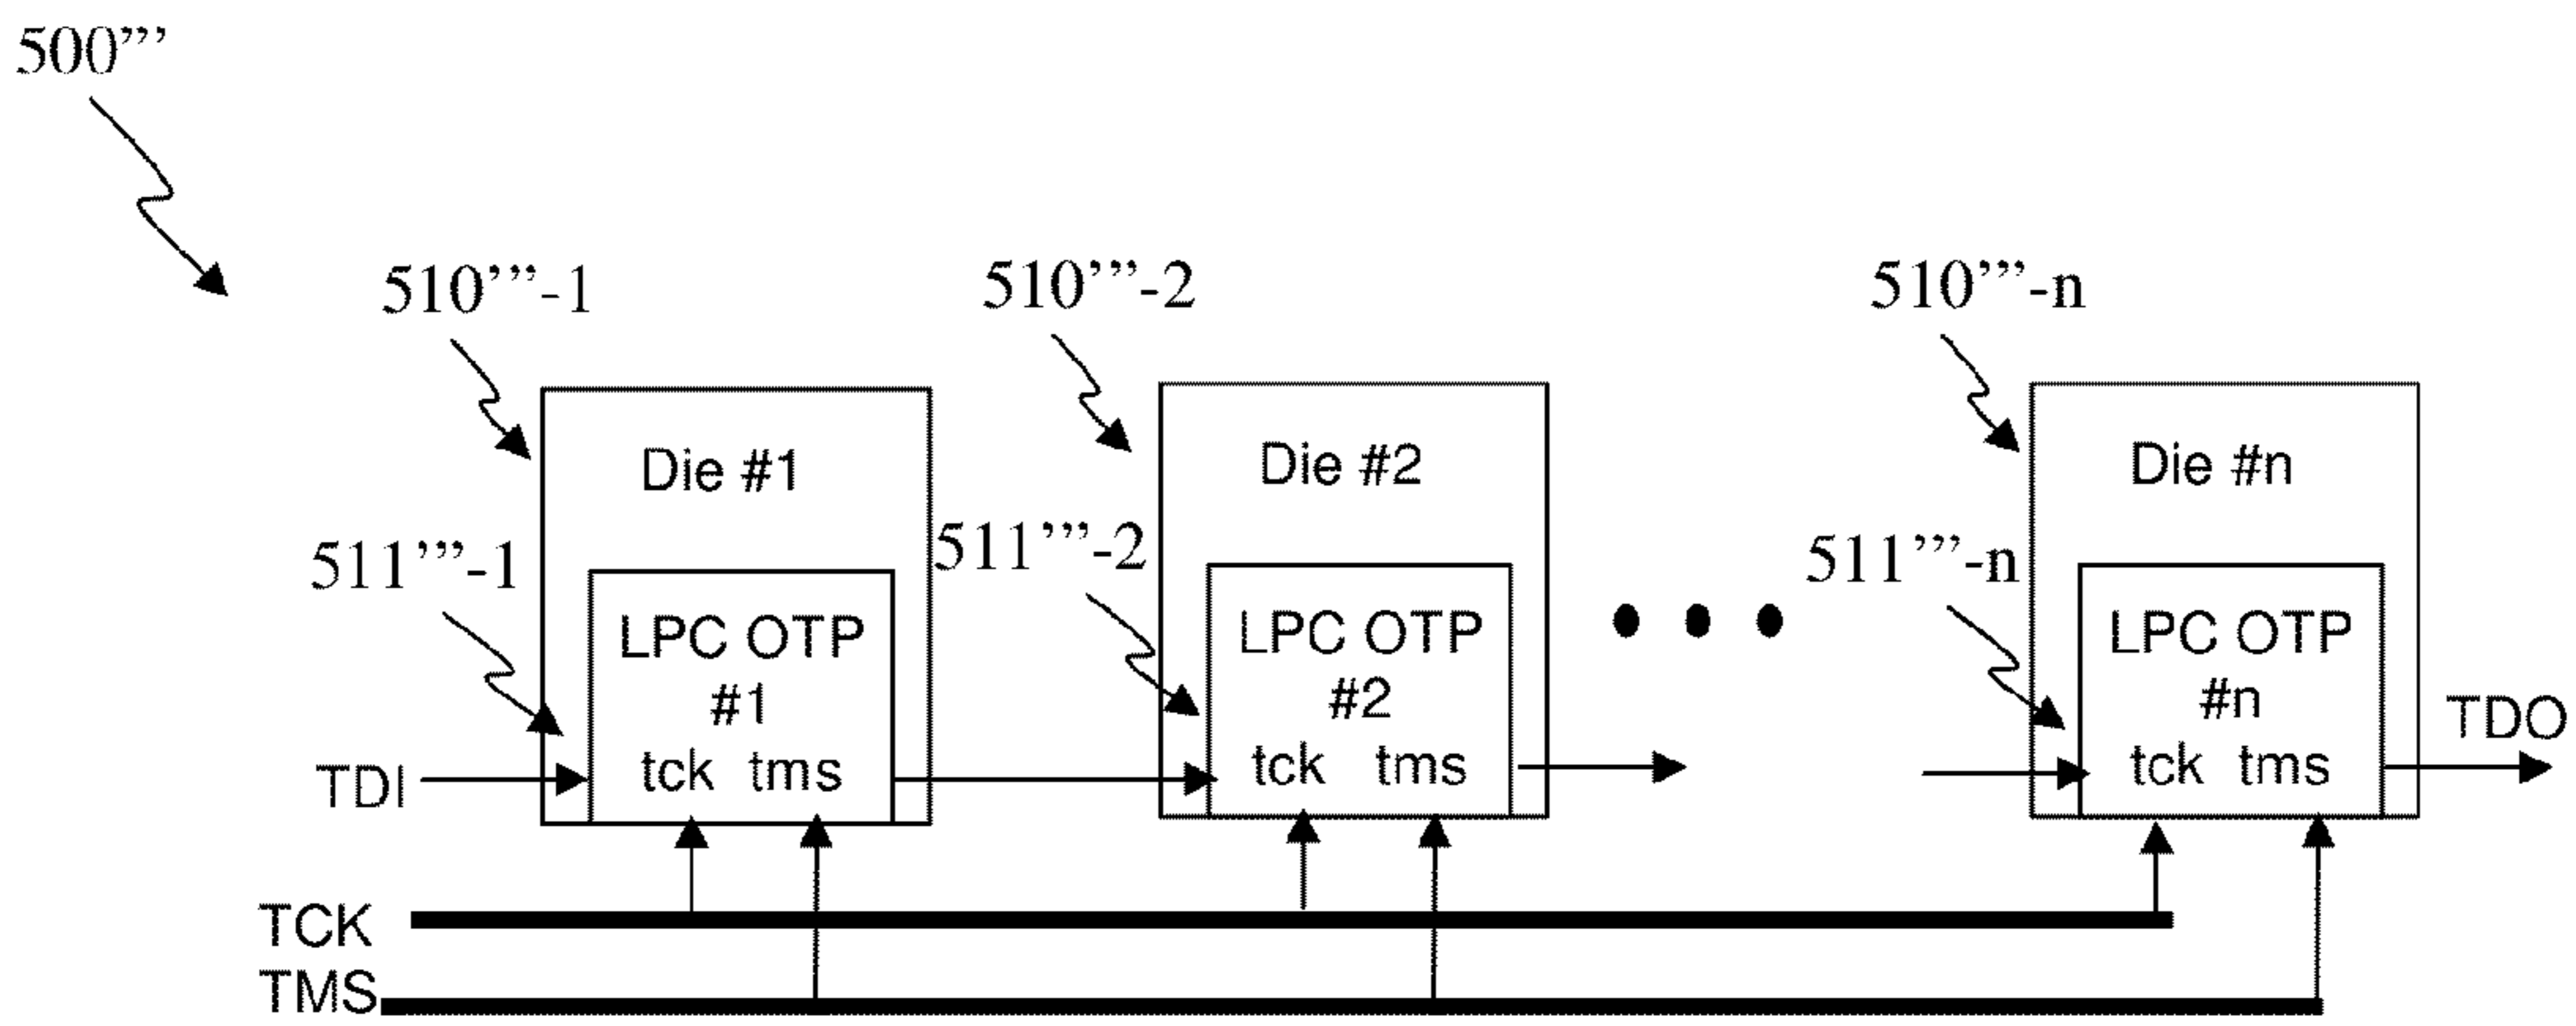 500”’
510’”-1
510’”-2
510’”-n
Die #1
Die #2
Die #n
511’”-1
511’”-2
511’”-n
LPC OTP
#1
tck tms
LPC OTP
#2
tck tms
LPC OTP
#n
tck tms
TDI
TDO
TCK
TMS